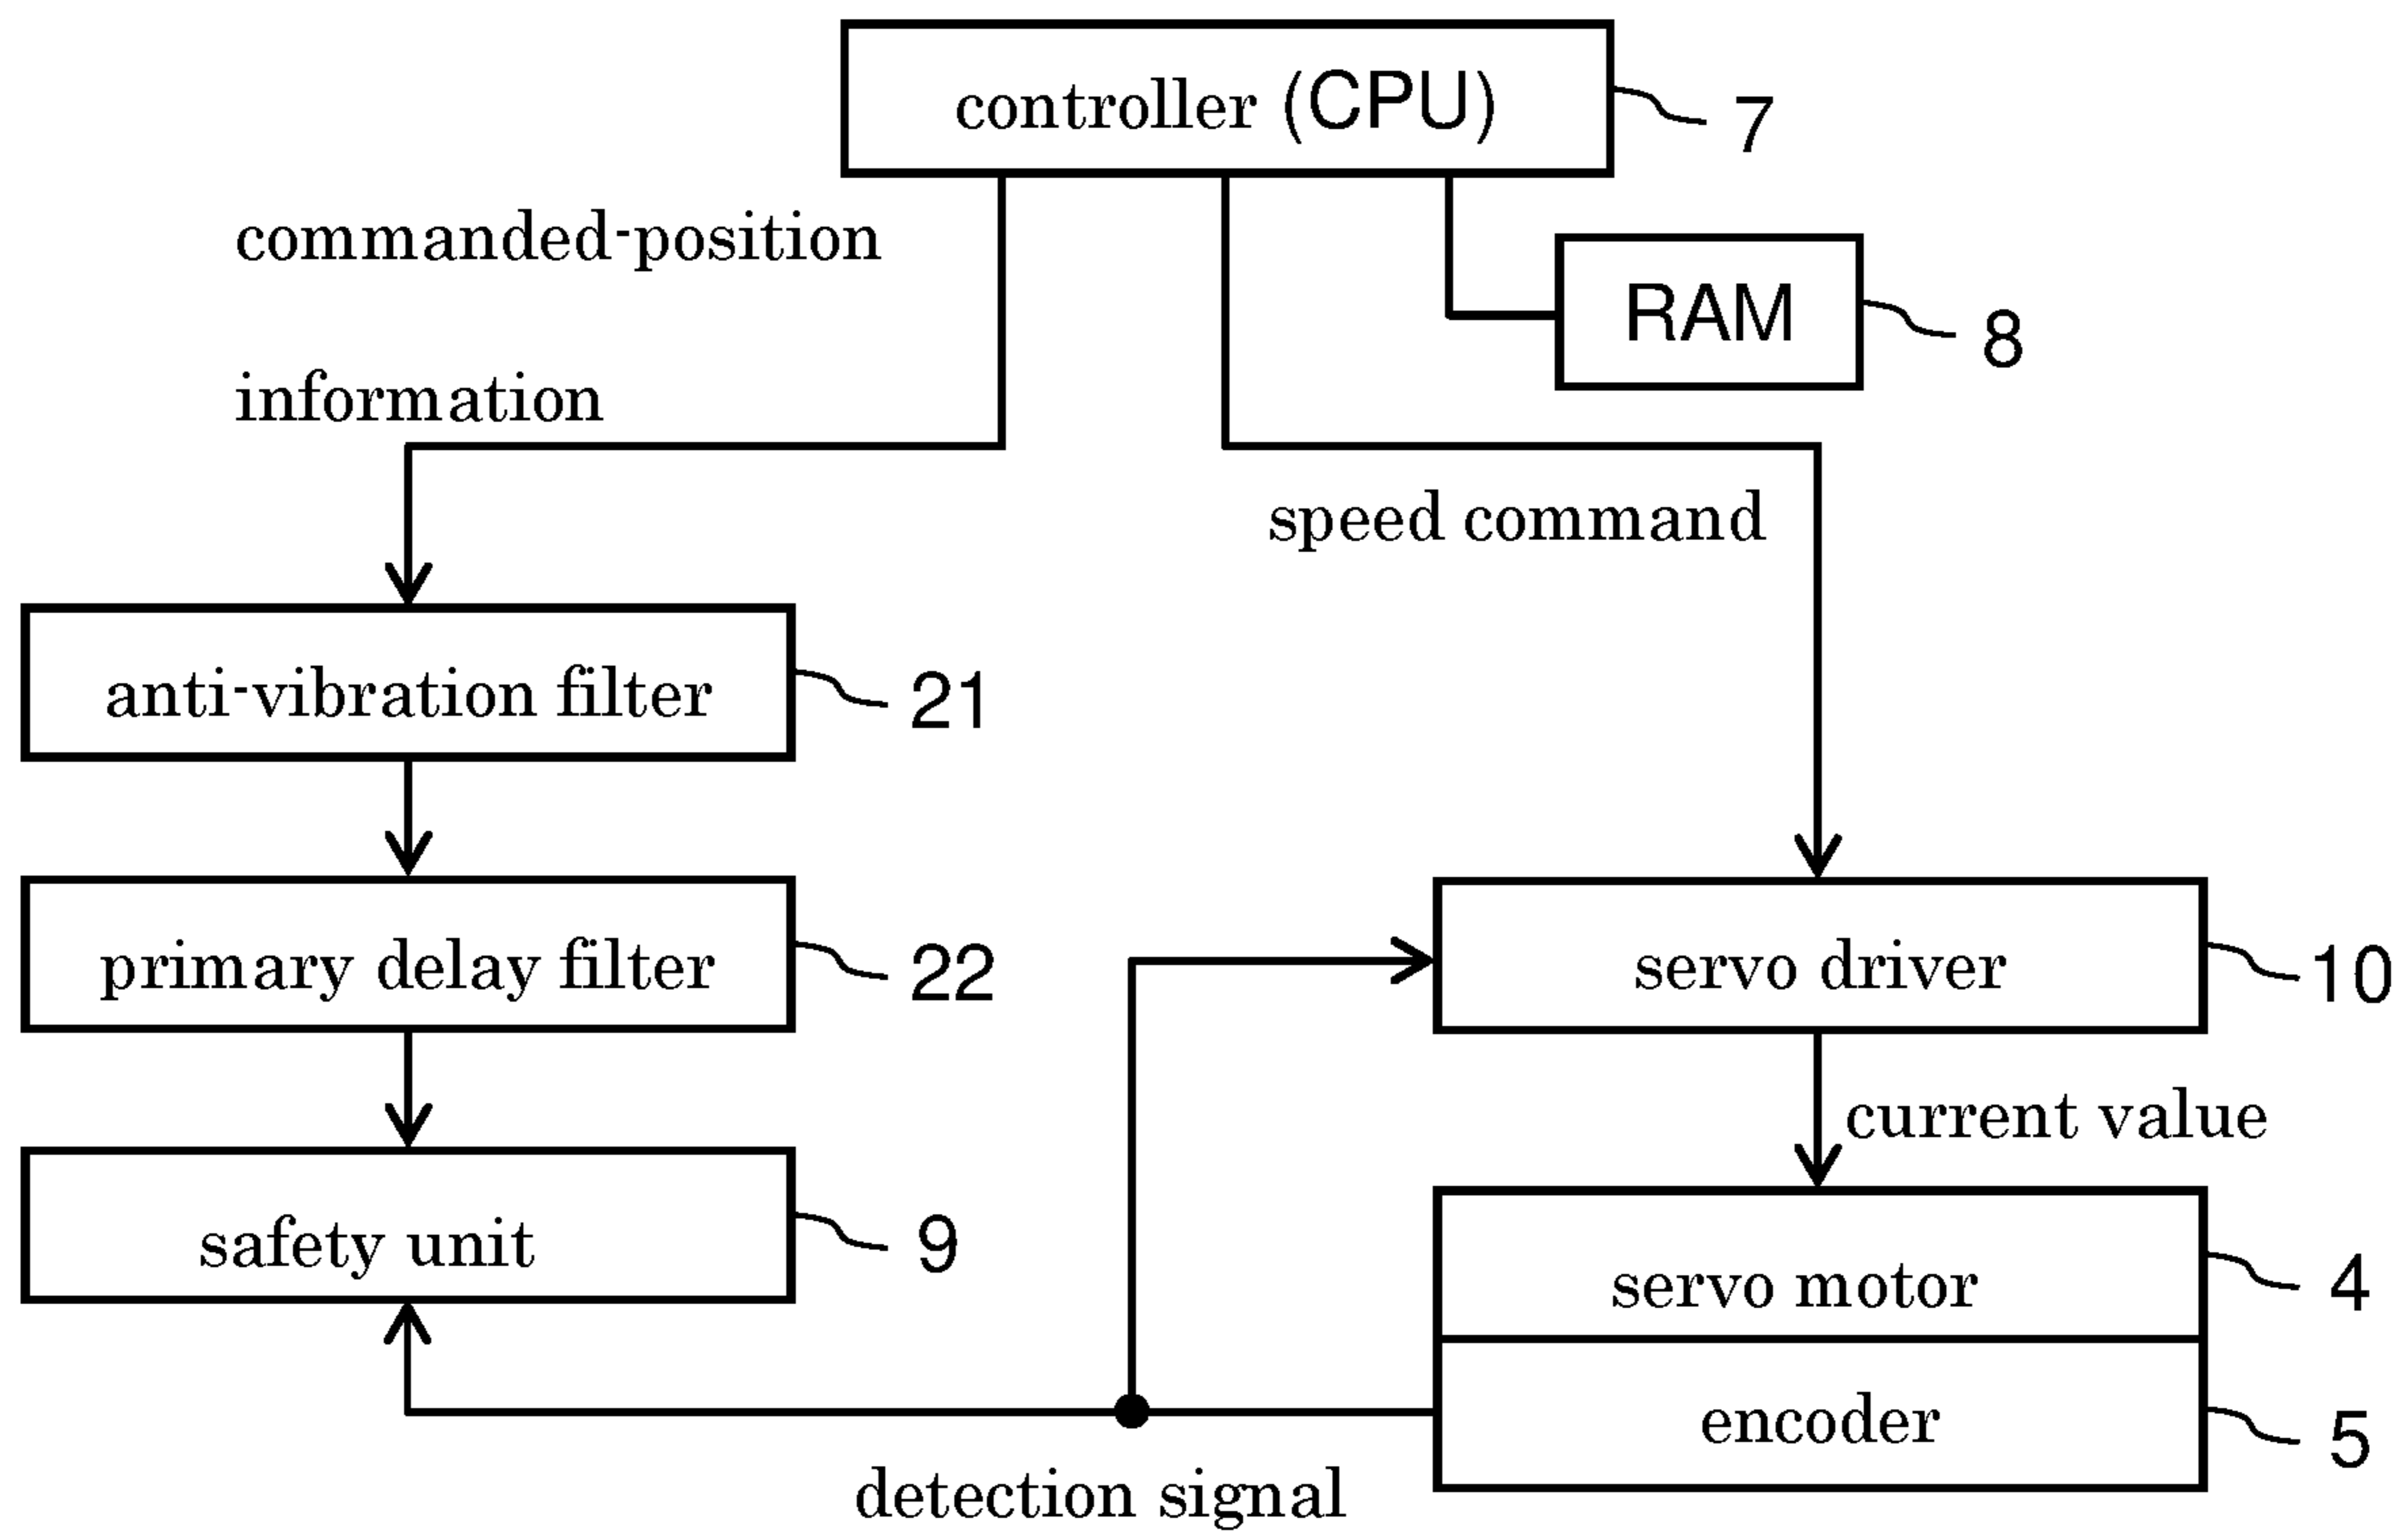 controller (CPU)
7
commanded-position
RAM
8
information
speed command
anti-vibration filter
21
primary delay filter
22
servo driver
10
current value
safety unit
9
servo motor
4
encoder
5
detection signal